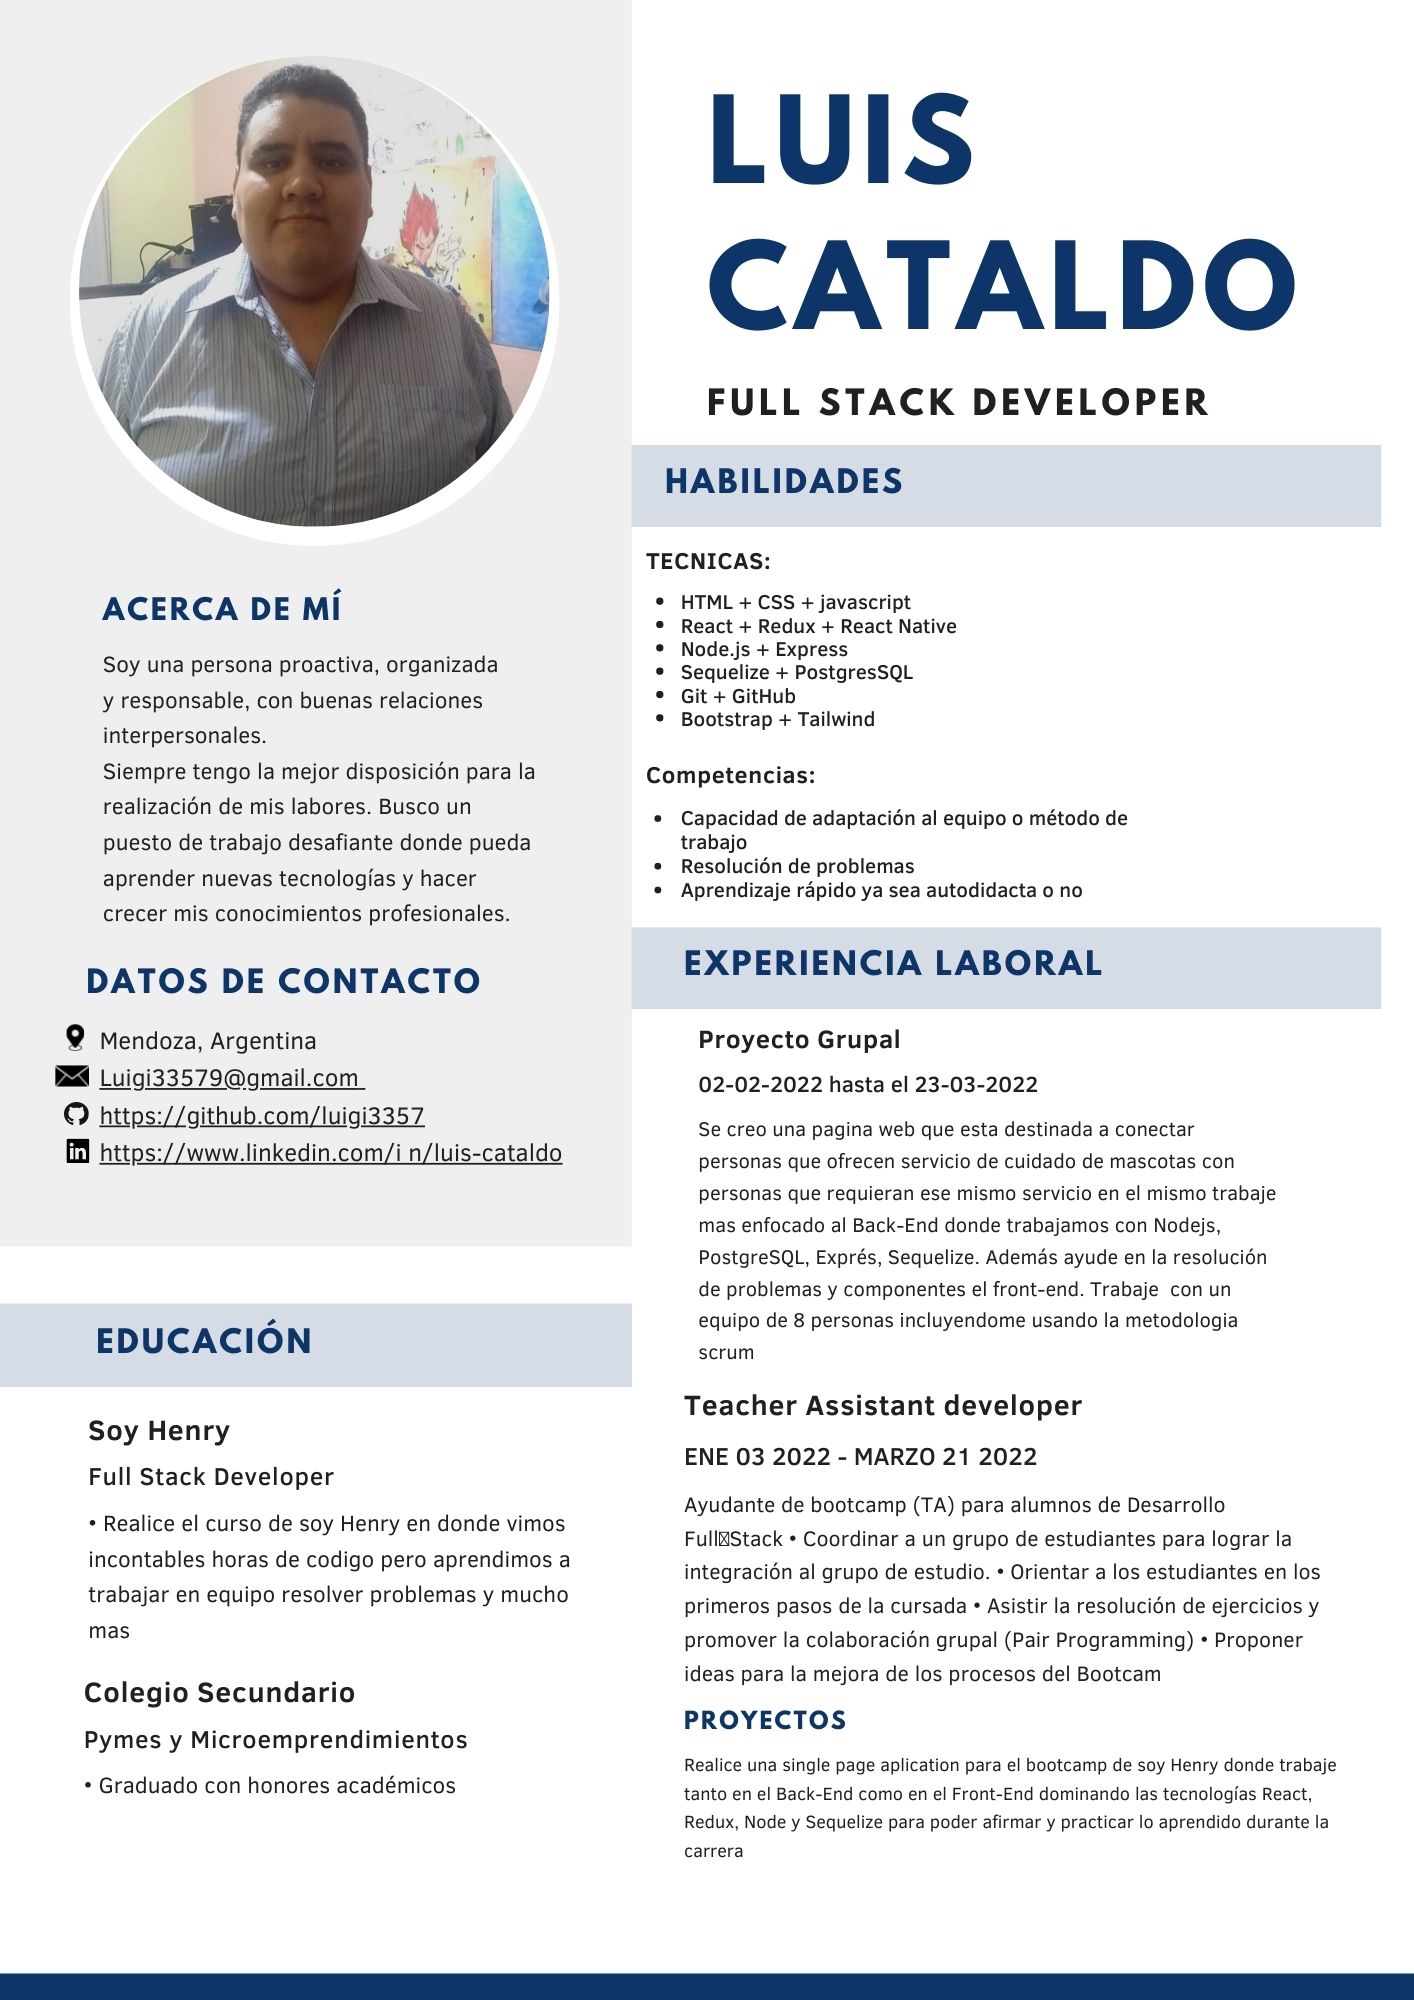 LUIS
CATALDO
FULL STACK DEVELOPER
ACERCA DE MÍ
Soy una persona proactiva, organizada
y responsable, con buenas relaciones
interpersonales.
Siempre tengo la mejor disposición para la
realización de mis labores. Busco un
puesto de trabajo desafiante donde pueda
aprender nuevas tecnologías y hacer
crecer mis conocimientos profesionales.
DATOS DE CONTACTO
Mendoza, Argentina
Luigi33579@gmail.com
https://github.com/luigi3357
https://www.linkedin.com/i n/luis-cataldo
EDUCACIÓN
Soy Henry
Full Stack Developer
• Realice el curso de soy Henry en donde vimos
incontables horas de codigo pero aprendimos a
trabajar en equipo resolver problemas y mucho
mas
Colegio Secundario
Pymes y Microemprendimientos
• Graduado con honores académicos
HABILIDADES
TECNICAS:
• HTML + CSS + javascript
• React + Redux + React Native
• Node.js + Express
• Sequelize + PostgresSQL
• Git + GitHub
• Bootstrap + Tailwind
Competencias:
• Capacidad de adaptación al equipo o método de
trabajo
• Resolución de problemas
• Aprendizaje rápido ya sea autodidacta o no
EXPERIENCIA LABORAL
Proyecto Grupal
02-02-2022 hasta el 23-03-2022
Se creo una pagina web que esta destinada a conectar
personas que ofrecen servicio de cuidado de mascotas con
personas que requieran ese mismo servicio en el mismo trabaje
mas enfocado al Back-End donde trabajamos con Nodejs,
PostgreSQL, Exprés, Sequelize. Además ayude en la resolución
de problemas y componentes el front-end. Trabaje  con un
equipo de 8 personas incluyendome usando la metodologia
scrum
Teacher Assistant developer
ENE 03 2022 - MARZO 21 2022
Ayudante de bootcamp (TA) para alumnos de Desarrollo
Full￾Stack • Coordinar a un grupo de estudiantes para lograr la
integración al grupo de estudio. • Orientar a los estudiantes en los
primeros pasos de la cursada • Asistir la resolución de ejercicios y
promover la colaboración grupal (Pair Programming) • Proponer
ideas para la mejora de los procesos del Bootcam
PROYECTOS
Realice una single page aplication para el bootcamp de soy Henry donde trabaje
tanto en el Back-End como en el Front-End dominando las tecnologías React,
Redux, Node y Sequelize para poder afirmar y practicar lo aprendido durante la
carrera